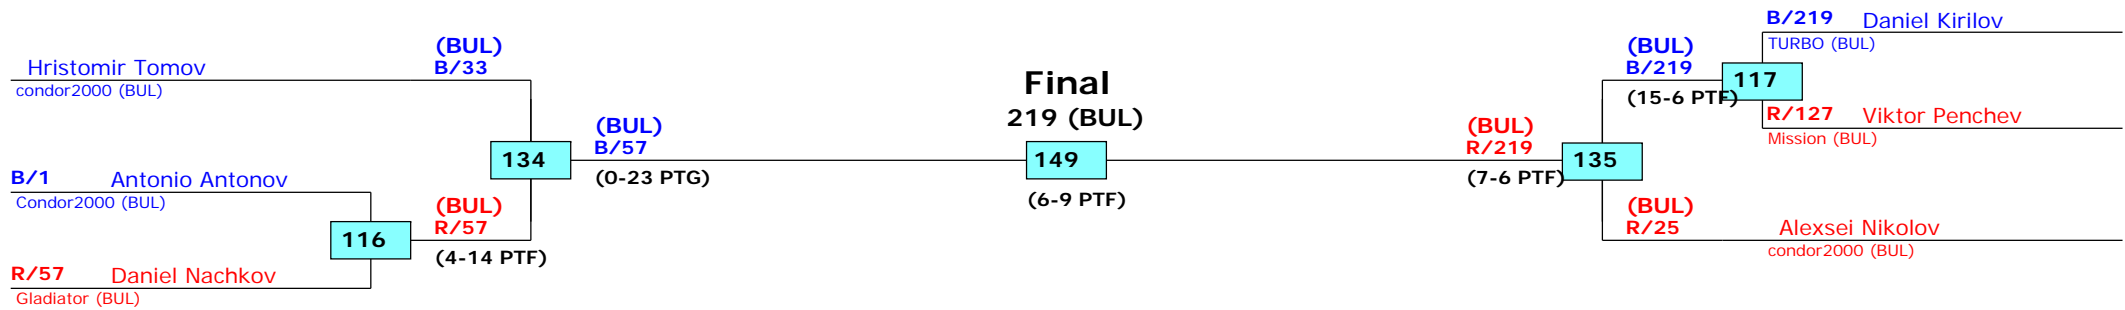 Hristomir Tomov
condor2000 (BUL)
(BUL)
B/33
B/1 Antonio Antonov
Condor2000 (BUL)
116
R/57 Daniel Nachkov
Gladiator (BUL)
(BUL)
R/57
(4-14 PTF)
134
(BUL)
B/57
(0-23 PTG)
Final
219 (BUL)
149
(6-9 PTF)
(BUL)
R/219
(7-6 PTF)
135
(BUL)
B/219
(15-6 PTF)
117
B/219 Daniel Kirilov
TURBO (BUL)
R/127 Viktor Penchev
Mission (BUL)
(BUL)
R/25
Alexsei Nikolov
condor2000 (BUL)